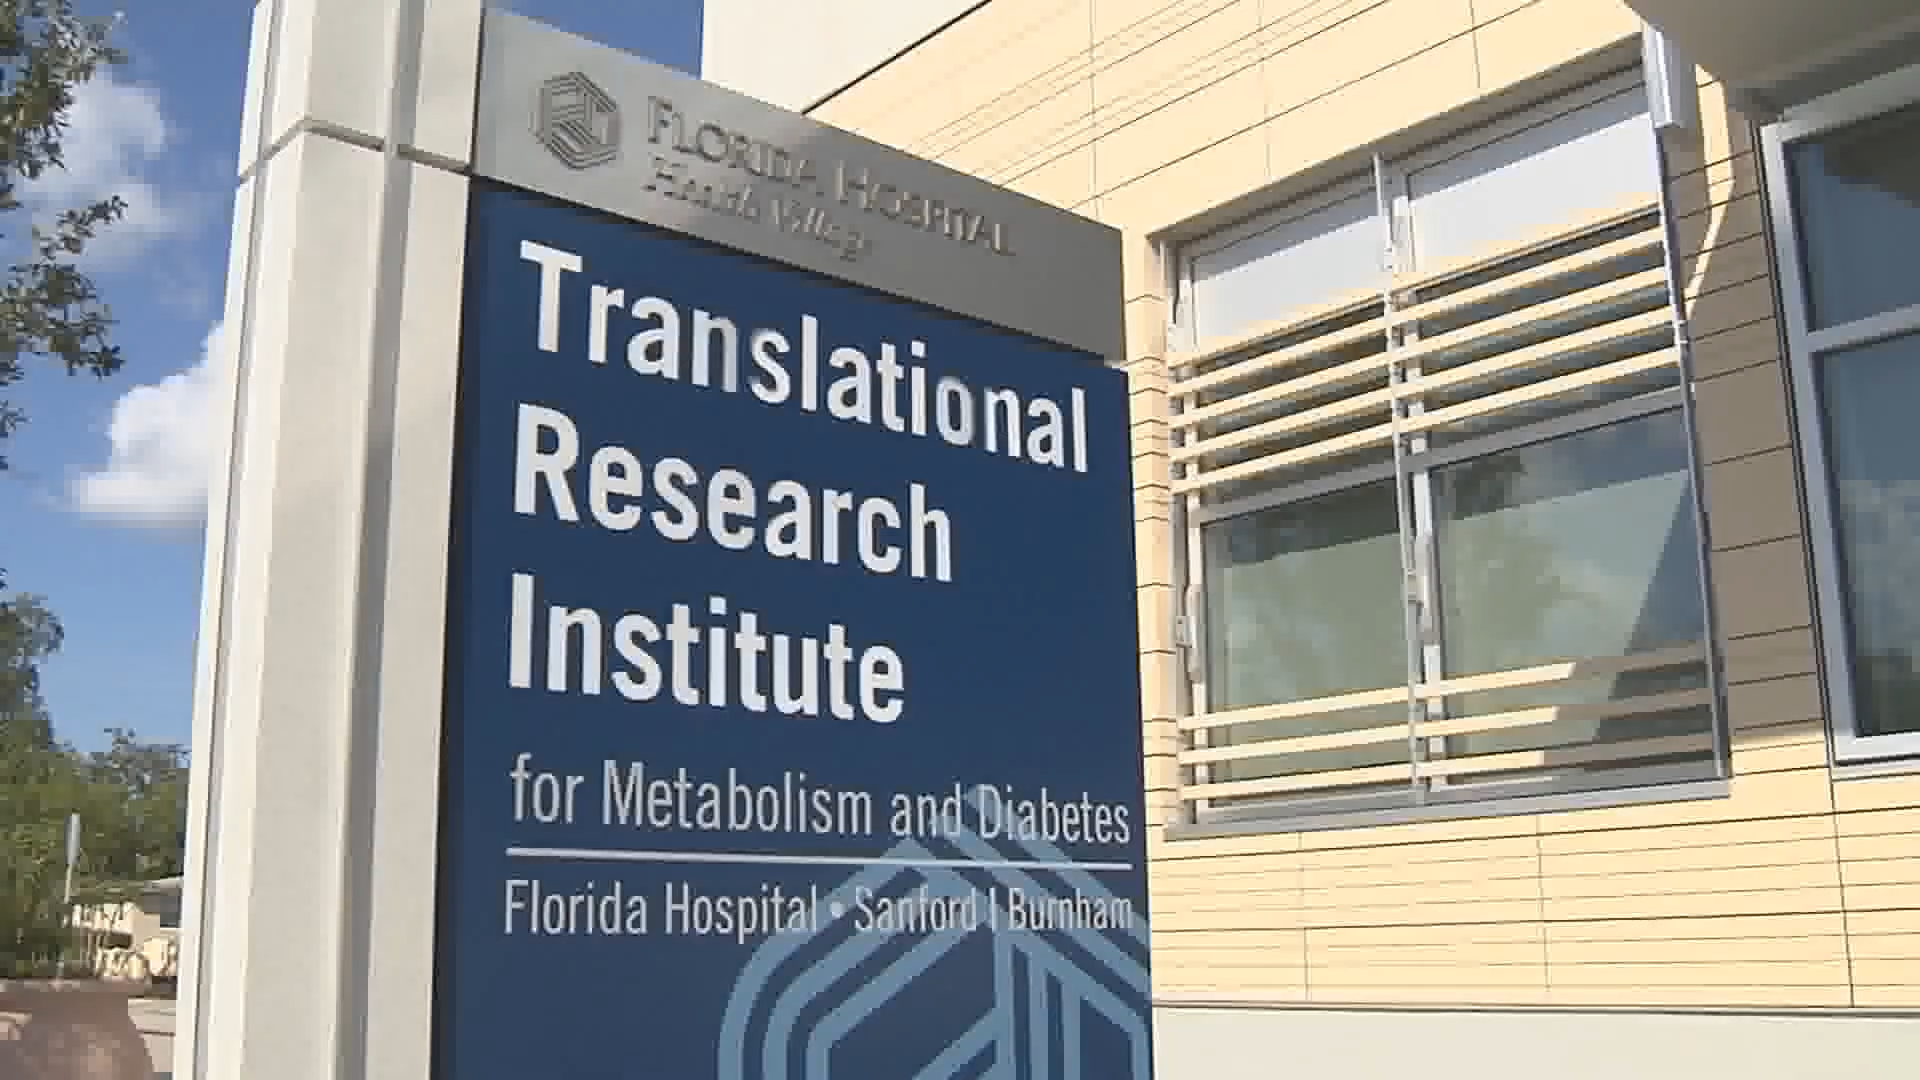 FLORIDA HOSPITAL
Health Village
Translational
Research
Institute
for Metabolism and Diabetes
Florida Hospital • Sanford | Burnham